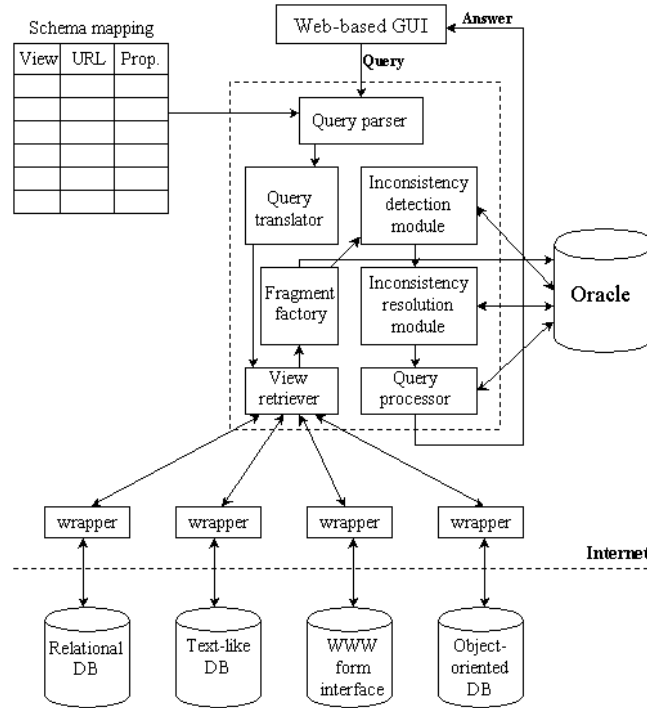 Schema mapping
View URL Prop.
Web-based GUI
Answer
Query
Query parser
Query
translator
Inconsistency
detection
module
Fragment
factory
Inconsistency
resolution
module
Oracle
View
retriever
Query
processor
wrapper
wrapper
wrapper
wrapper
Internet
Relational
DB
Text-like
DB
WWW
form
interface
Object-
oriented
DB